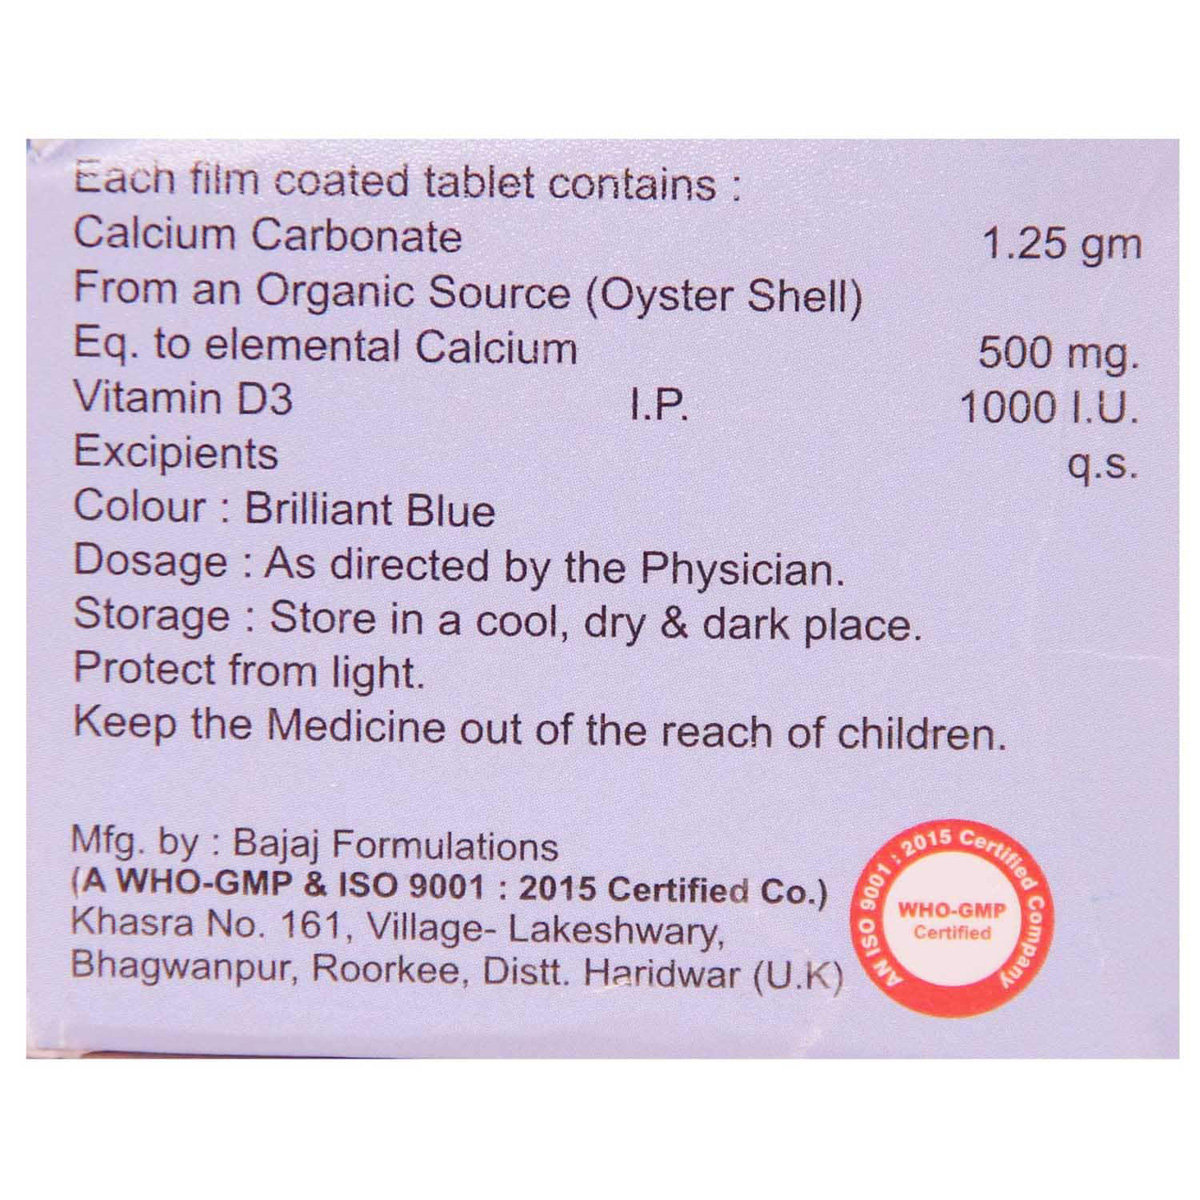 Each film coated tablet contains :
Calcium Carbonate 1.25 gm
From an Organic Source (Oyster Shell)
Eq. to elemental Calcium 500 mg.
Vitamin D3 I.P. 1000 I.U.
Excipients q.s.
Colour : Brilliant Blue
Dosage : As directed by the Physician.
Storage : Store in a cool, dry & dark place.
Protect from light.
Keep the Medicine out of the reach of children.
Mfg. by : Bajaj Formulations
(A WHO-GMP & ISO 9001 : 2015 Certified Co.)
Khasra No. 161, Village- Lakeshwary,
Bhagwanpur, Roorkee, Distt. Haridwar (U.K)
AN ISO 9001 : 2015 Certified Company
WHO-GMP
Certified